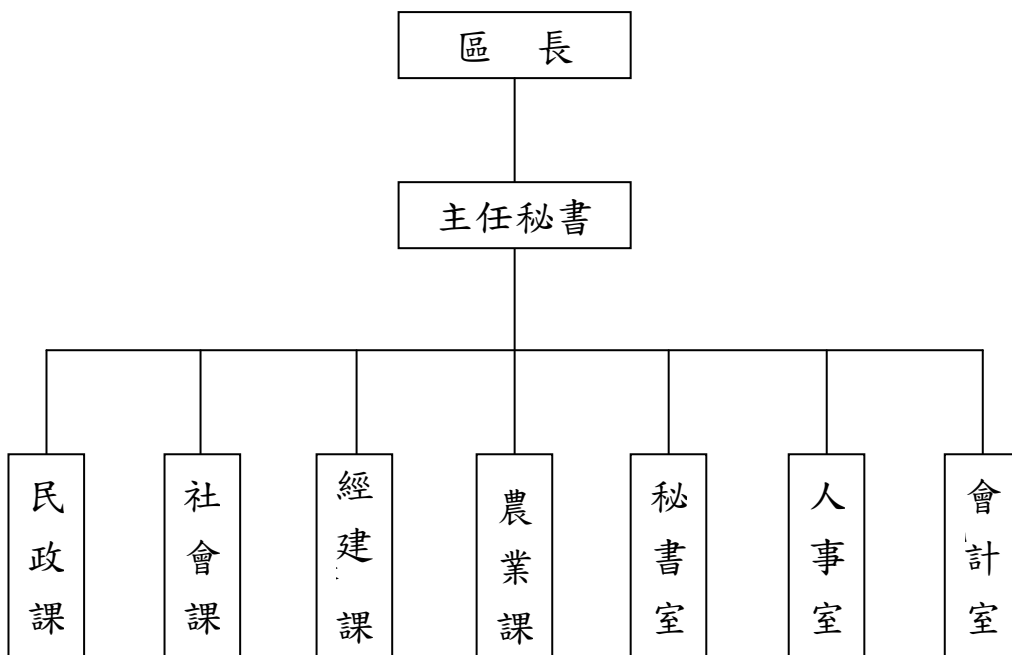 區 長
主任秘書
民政課
社會課
經建課
農業課
秘書室
人事室
會計室